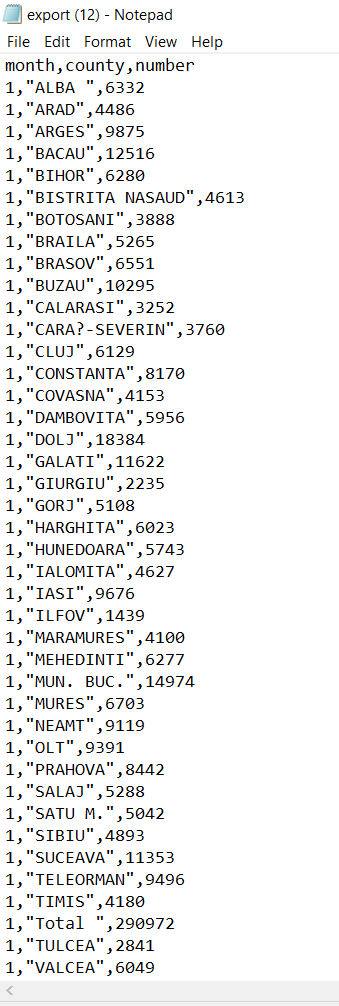 export (12) - Notepad
File Edit Format View Help
month,county,number
1,"ALBA ",6332
1,"ARAD",4486
1,"ARGES",9875
1,"BACAU",12516
1,"BIHOR",6280
1,"BISTRITA NASAUD",4613
1,"BOTOSANI",3888
1,"BRAILA",5265
1,"BRASOV",6551
1,"BUZAU",10295
1,"CALARASI",3252
1,"CARA?-SEVERIN",3760
1,"CLUJ",6129
1,"CONSTANTA",8170
1,"COVASNA",4153
1,"DAMBOVITA",5956
1,"DOLJ",18384
1,"GALATI",11622
1,"GIURGIU",2235
1,"GORJ",5108
1,"HARGHITA",6023
1,"HUNEDOARA",5743
1,"IALOMITA",4627
1,"IASI",9676
1,"ILFOV",1439
1,"MARAMURES",4100
1,"MEHEDINTI",6277
1,"MUN. BUC.",14974
1,"MURES",6703
1,"NEAMT",9119
1,"OLT",9391
1,"PRAHOVA",8442
1,"SALAJ",5288
1,"SATU M.",5042
1,"SIBIU",4893
1,"SUCEAVA",11353
1,"TELEORMAN",9496
1,"TIMIS",4180
1,"Total ",290972
1,"TULCEA",2841
1,"VALCEA",6049